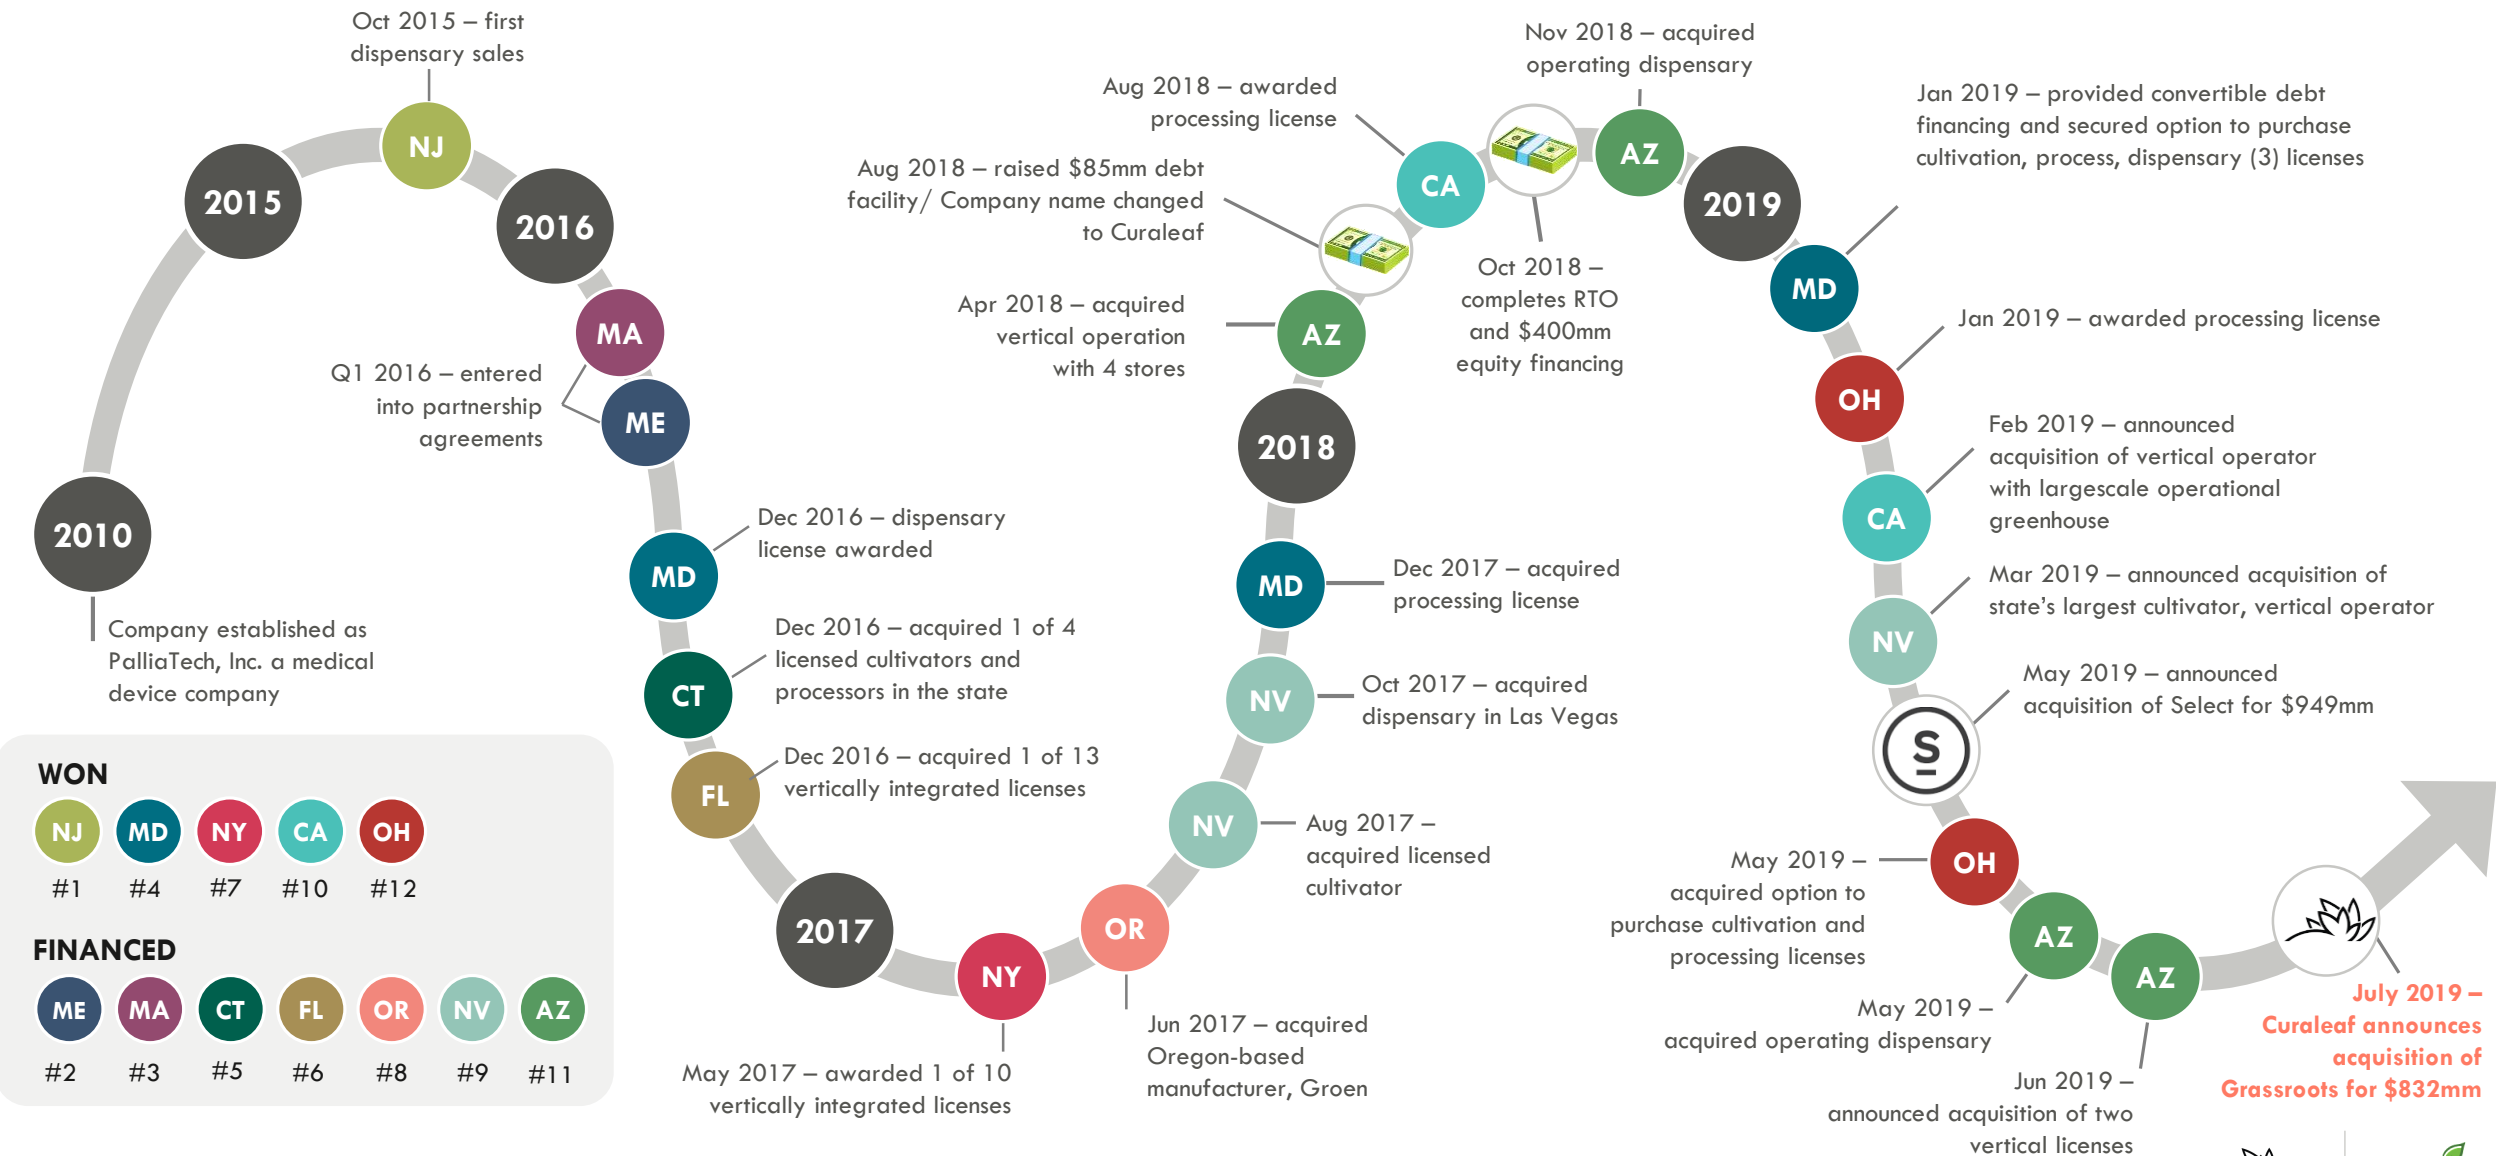 Oct 2015 – first
dispensary sales
NJ
2015
2016
2010
Company established as
PalliaTech, Inc. a medical
device company
MA
ME
Q1 2016 – entered
into partnership
agreements
MD
Dec 2016 – dispensary
license awarded
CT
Dec 2016 – acquired 1 of 4
licensed cultivators and
processors in the state
FL
Dec 2016 – acquired 1 of 13
vertically integrated licenses
2017
NY
May 2017 – awarded 1 of 10
vertically integrated licenses
OR
Jun 2017 – acquired
Oregon-based
manufacturer, Groen
NV
Aug 2017 –
acquired licensed
cultivator
NV
Oct 2017 – acquired
dispensary in Las Vegas
MD
Dec 2017 – acquired
processing license
2018
AZ
Apr 2018 – acquired
vertical operation
with 4 stores
Aug 2018 – raised $85mm debt
facility/ Company name changed
to Curaleaf
CA
Aug 2018 – awarded
processing license
Oct 2018 –
completes RTO
and $400mm
equity financing
AZ
Nov 2018 – acquired
operating dispensary
2019
MD
Jan 2019 – provided convertible debt
financing and secured option to purchase
cultivation, process, dispensary (3) licenses
OH
Jan 2019 – awarded processing license
CA
Feb 2019 – announced
acquisition of vertical operator
with largescale operational
greenhouse
NV
Mar 2019 – announced acquisition of
state's largest cultivator, vertical operator
S
May 2019 – announced
acquisition of Select for $949mm
OH
May 2019 –
acquired option to
purchase cultivation and
processing licenses
AZ
May 2019 –
acquired operating dispensary
AZ
Jun 2019 –
announced acquisition of two
vertical licenses
July 2019 –
Curaleaf announces
acquisition of
Grassroots for $832mm
WON
NJ MD NY CA OH
#1 #4 #7 #10 #12
FINANCED
ME MA CT FL OR NV AZ
#2 #3 #5 #6 #8 #9 #11